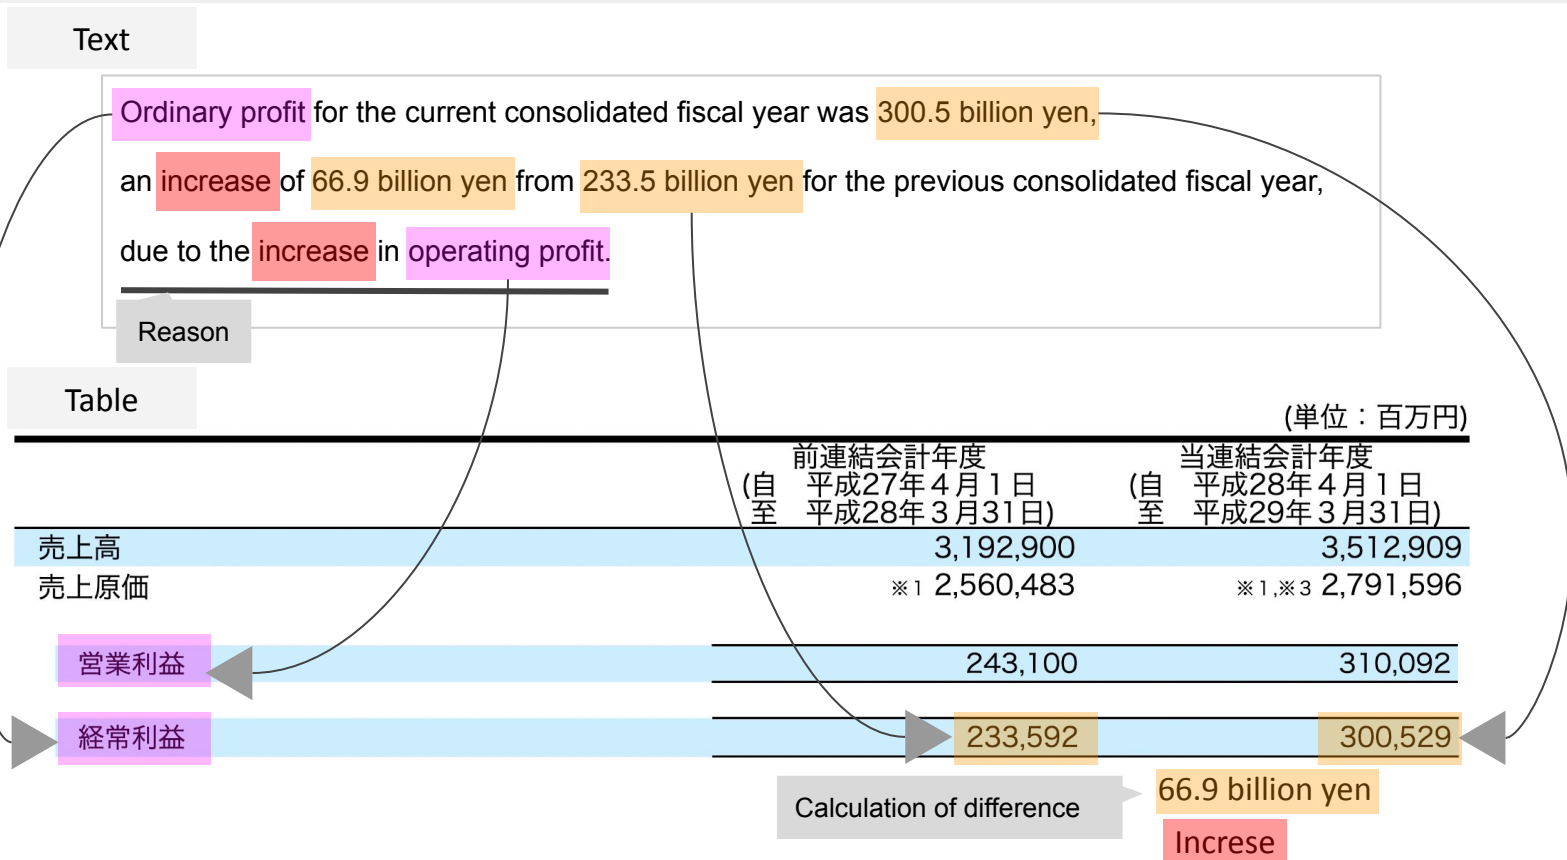 Text
Ordinary profit for the current consolidated fiscal year was 300.5 billion yen,
an increase of 66.9 billion yen from 233.5 billion yen for the previous consolidated fiscal year,
due to the increase in operating profit.
Reason
Table
(単位：百万円)
前連結会計年度 当連結会計年度
(自 平成27年４月１日 (自 平成28年４月１日
至 平成28年３月31日) 至 平成29年３月31日)
売上高 3,192,900 3,512,909
売上原価 ※1 2,560,483 ※1,※3 2,791,596
営業利益 243,100 310,092
経常利益 233,592 300,529
Calculation of difference 66.9 billion yen
Increse